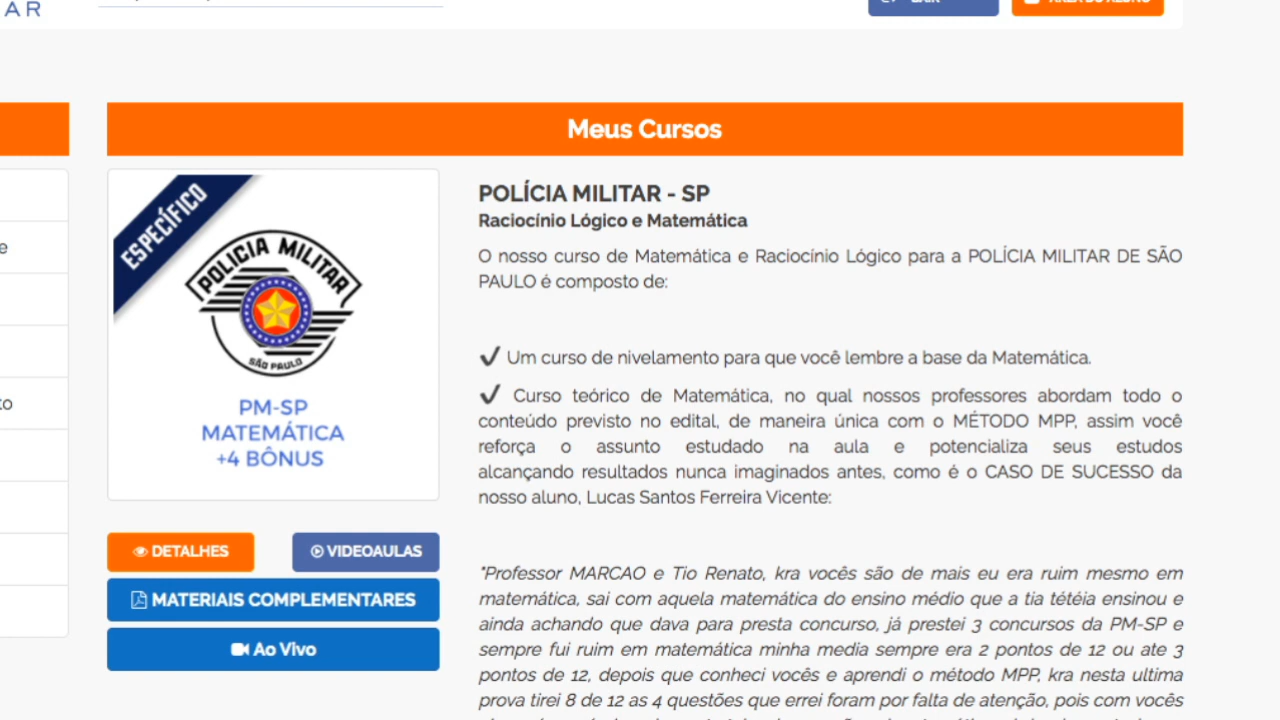 AR
Meus Cursos
e
to
ESPECÍFICO
POLICIA MILITAR
SÃO PAULO
PM-SP
MATEMÁTICA
+4 BÔNUS
DETALHES
VIDEOAULAS
MATERIAIS COMPLEMENTARES
Ao Vivo
POLÍCIA MILITAR - SP
Raciocínio Lógico e Matemática
O nosso curso de Matemática e Raciocínio Lógico para a POLÍCIA MILITAR DE SÃO
PAULO é composto de:
✔ Um curso de nivelamento para que você lembre a base da Matemática.
✔ Curso teórico de Matemática, no qual nossos professores abordam todo o
conteúdo previsto no edital, de maneira única com o MÉTODO MPP, assim você
reforça o assunto estudado na aula e potencializa seus estudos
alcançando resultados nunca imaginados antes, como é o CASO DE SUCESSO da
nosso aluno, Lucas Santos Ferreira Vicente:
"Professor MARCAO e Tio Renato, kra vocês são de mais eu era ruim mesmo em
matemática, sai com aquela matemática do ensino médio que a tia tétéia ensinou e
ainda achando que dava para presta concurso, já prestei 3 concursos da PM-SP e
sempre fui ruim em matemática minha media sempre era 2 pontos de 12 ou ate 3
pontos de 12, depois que conheci vocês e aprendi o método MPP, kra nesta ultima
prova tirei 8 de 12 as 4 questões que errei foram por falta de atenção, pois com vocês